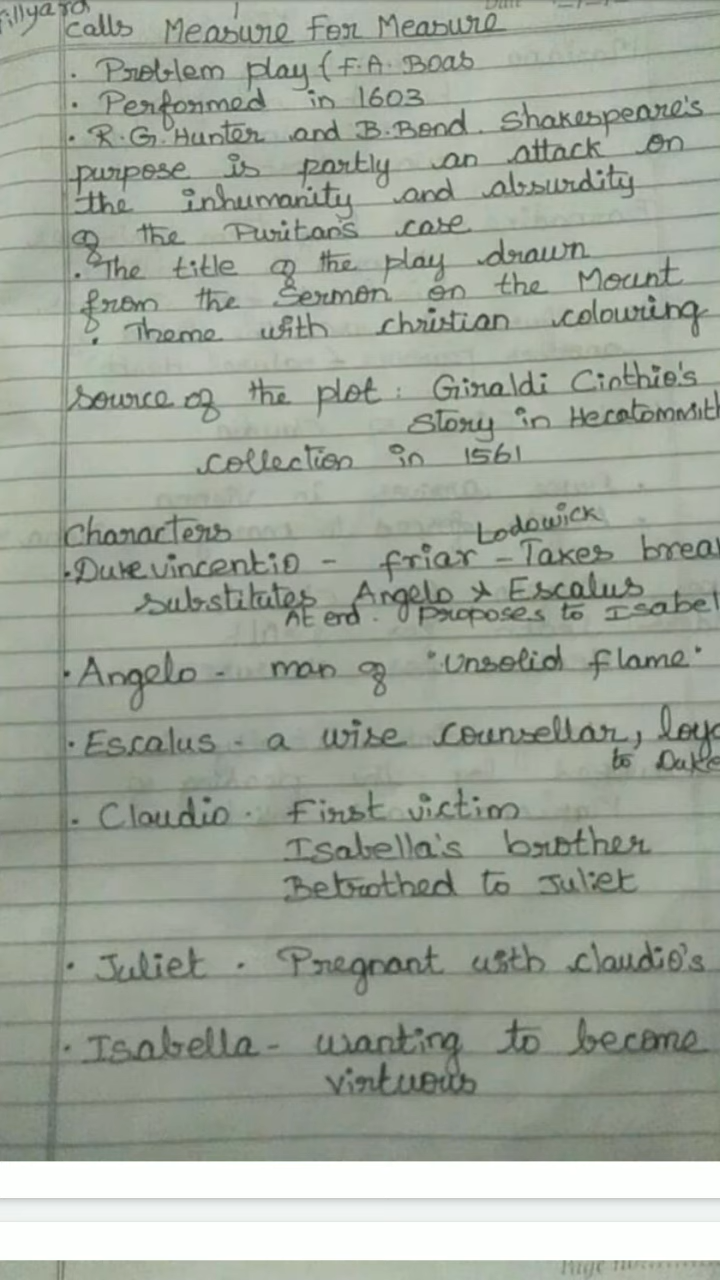 illyard
calls Measure For Measure
. Problem play (F.A. Boas
. Performed in 1603
. R.G. Hunter and B.Bond. Shakespeare's
purpose is partly an attack on
the inhumanity and absurdity
of the Puritan's case
. The title of the play drawn
from the Sermon on the Mount
. Theme with christian colouring
Source of the plot : Giraldi Cinthio's
Story in Hecatommith
collection in 1561
Characters
Lodowick
. Duke vincentio - friar - Takes brea
substitutes Angelo & Escalus
At end. Proposes to Isabel
. Angelo - man of "Unsolid flame"
. Escalus - a wise counsellar, loya
to Duke
. Claudio. First victim
Isabella's brother
Betrothed to Juliet
. Juliet . Pregnant with claudio's
. Isabella - wanting to become
virtuous